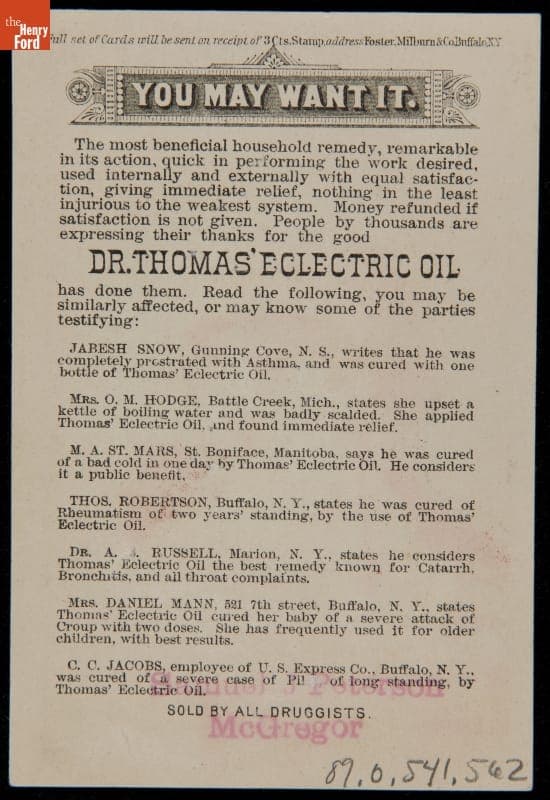 the
Henry
Ford
full set of Cards will be sent on receipt of 3 Cts. Stamp, address Foster, Milburn & Co. Buffalo, N.Y
YOU MAY WANT IT.
The most beneficial household remedy, remarkable
in its action, quick in performing the work desired,
used internally and externally with equal satisfac-
tion, giving immediate relief, nothing in the least
injurious to the weakest system. Money refunded if
satisfaction is not given. People by thousands are
expressing their thanks for the good
DR. THOMAS' ECLECTRIC OIL
has done them. Read the following, you may be
similarly affected, or may know some of the parties
testifying:
JABESH SNOW, Gunning Cove, N. S., writes that he was
completely prostrated with Asthma, and was cured with one
bottle of Thomas' Eclectric Oil.
MRS. O. M. HODGE, Battle Creek, Mich., states she upset a
kettle of boiling water and was badly scalded. She applied
Thomas' Eclectric Oil, and found immediate relief.
M. A. ST. MARS, St. Boniface, Manitoba, says he was cured
of a bad cold in one day by Thomas' Eclectric Oil. He considers
it a public benefit.
THOS. ROBERTSON, Buffalo, N. Y., states he was cured of
Rheumatism of two years' standing, by the use of Thomas'
Eclectric Oil.
DR. A. RUSSELL, Marion, N. Y., states he considers
Thomas' Eclectric Oil the best remedy known for Catarrh,
Bronchitis, and all throat complaints.
MRS. DANIEL MANN, 521 7th street, Buffalo, N. Y., states
Thomas' Eclectric Oil cured her baby of a severe attack of
Croup with two doses. She has frequently used it for older
children, with best results.
C. C. JACOBS, employee of U. S. Express Co., Buffalo, N. Y.,
was cured of a severe case of of long standing, by
Thomas' Eclectric Oil.
Peterson
McGregor
SOLD BY ALL DRUGGISTS.
89.0.541.562